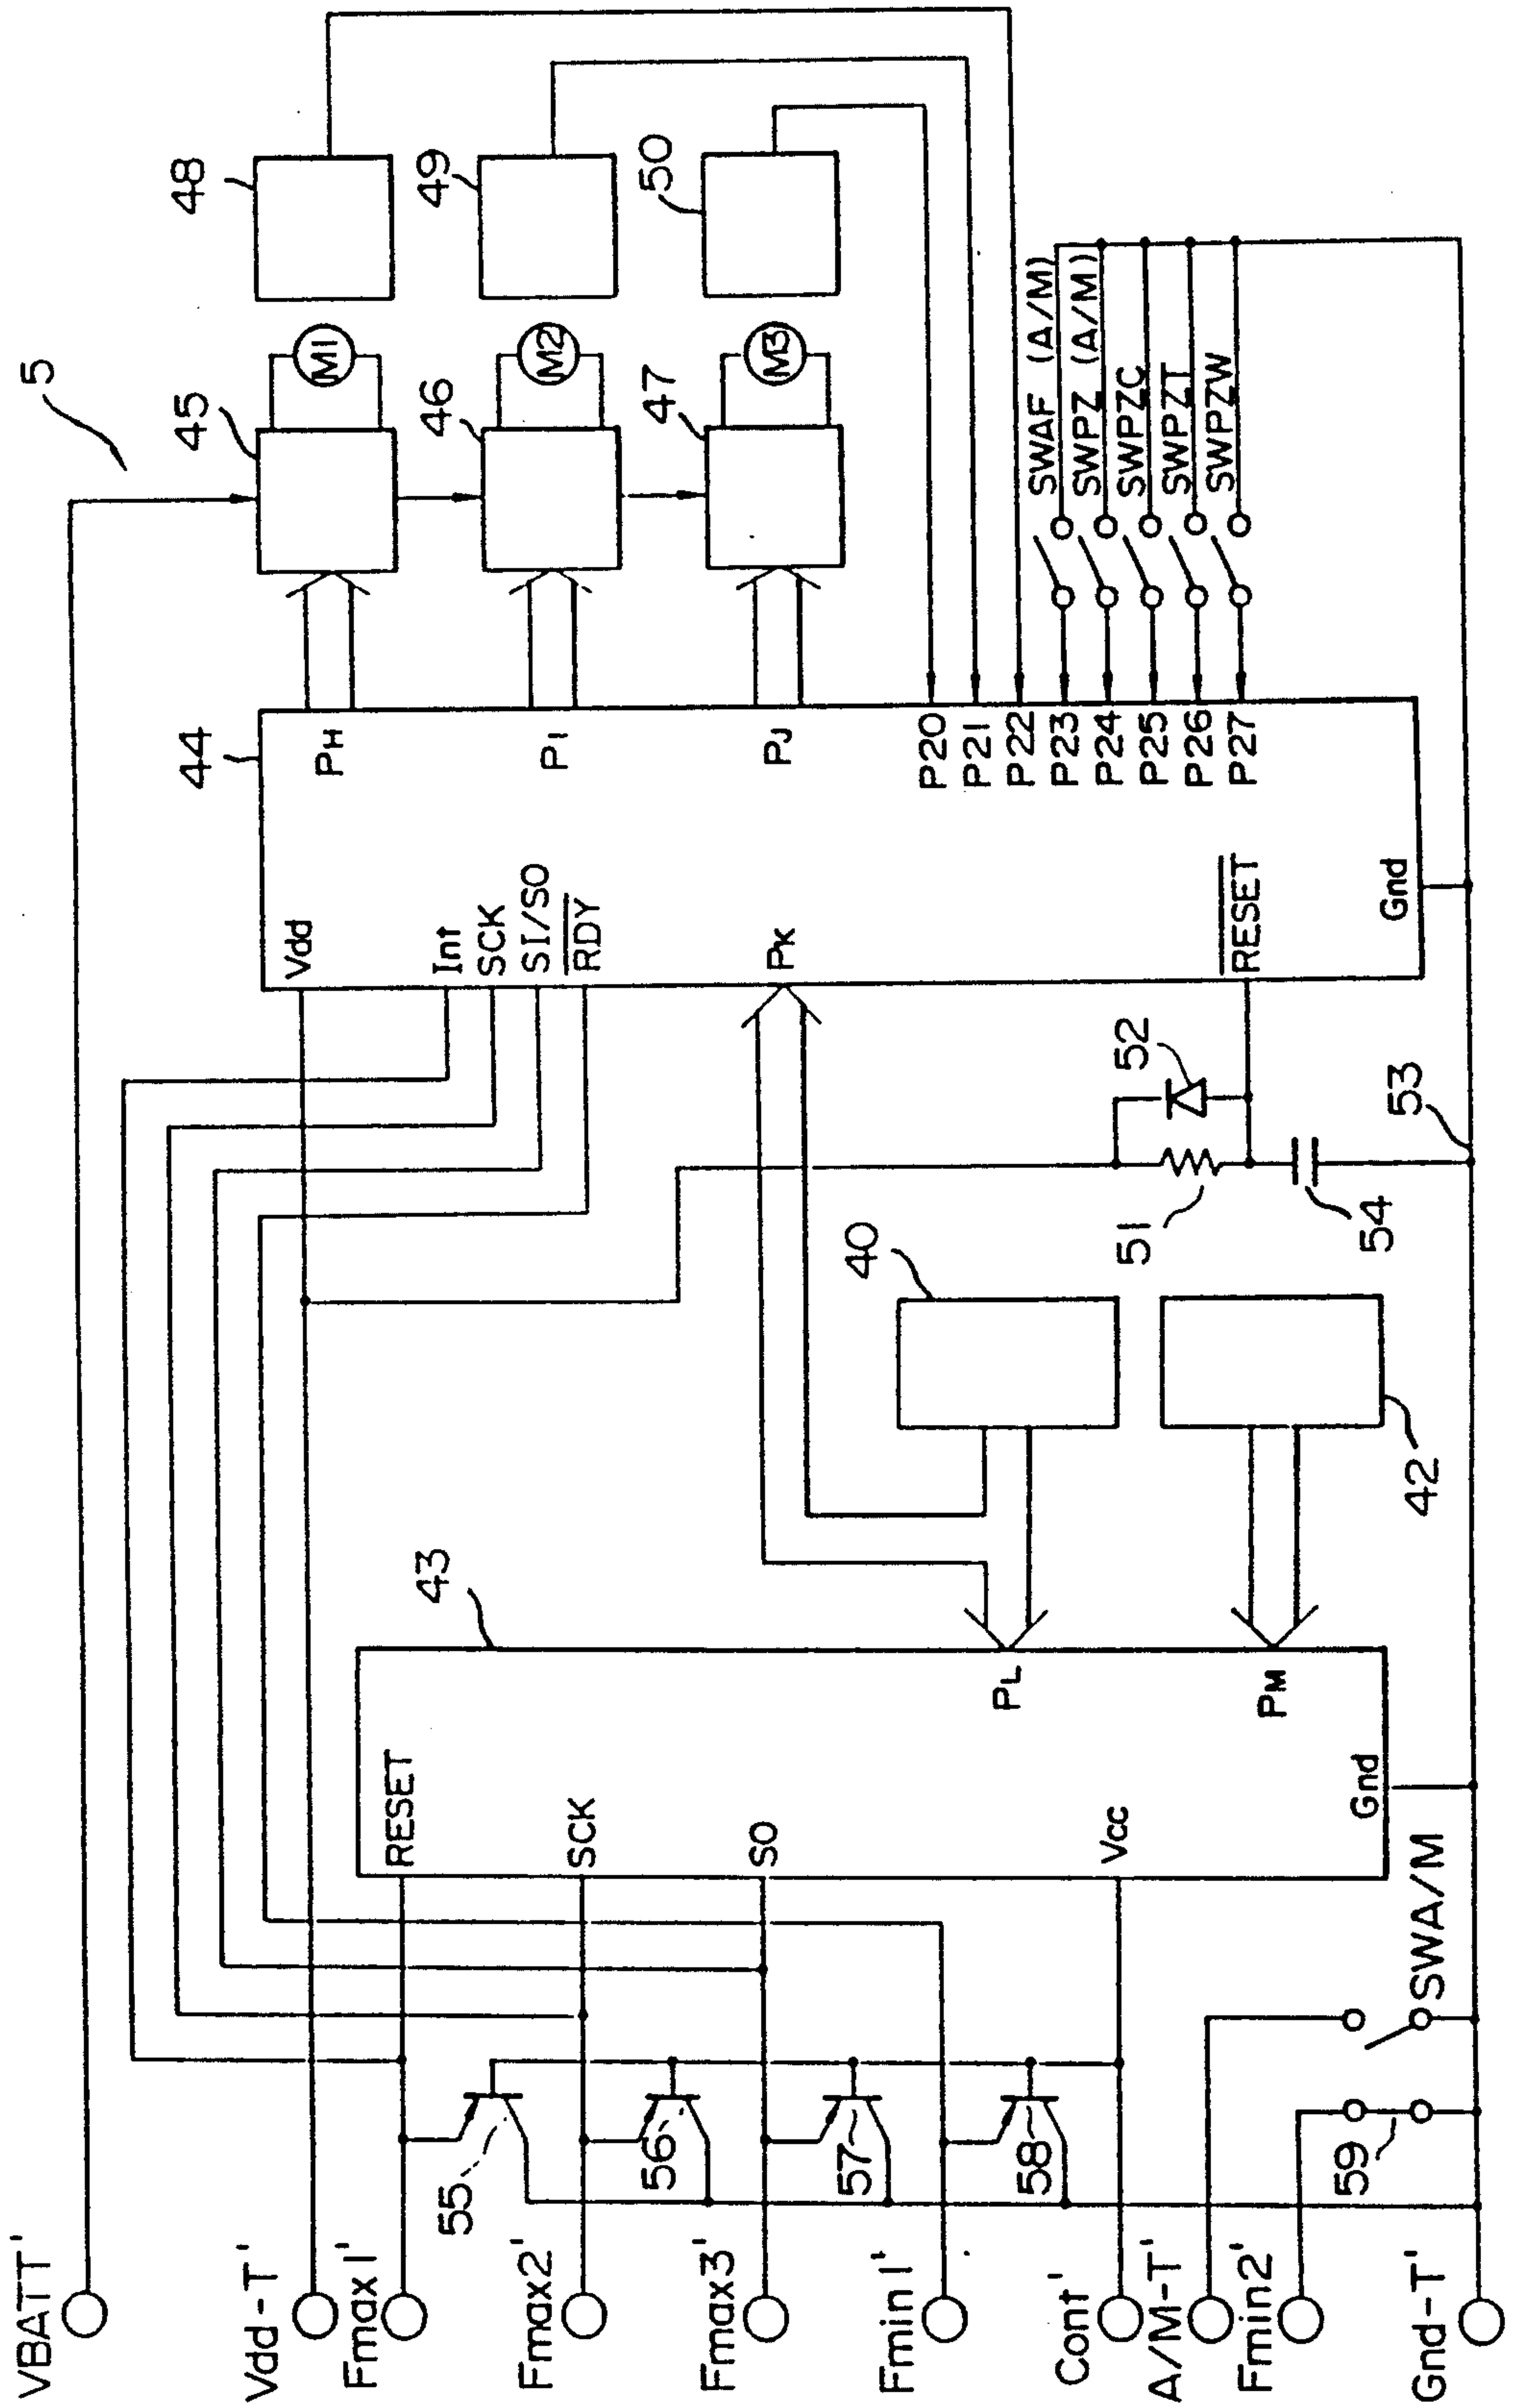 5
VBATT'
Vdd-T'
Fmax1'
Fmax2'
Fmax3'
Fmin1'
Cont'
A/M-T'
Fmin2'
Gnd-T'
55
56
57
58
59
SWA/M
43
RESET
SCK
SO
Vcc
Gnd
PL
PM
40
42
51
52
53
54
44
Vdd
Int
SCK
SI/SO
RDY
PK
RESET
Gnd
PH
PI
PJ
P20
P21
P22
P23
P24
P25
P26
P27
45
46
47
M1
M2
M3
48
49
50
SWAF (A/M)
SWPZ (A/M)
SWPZC
SWPZT
SWPZW